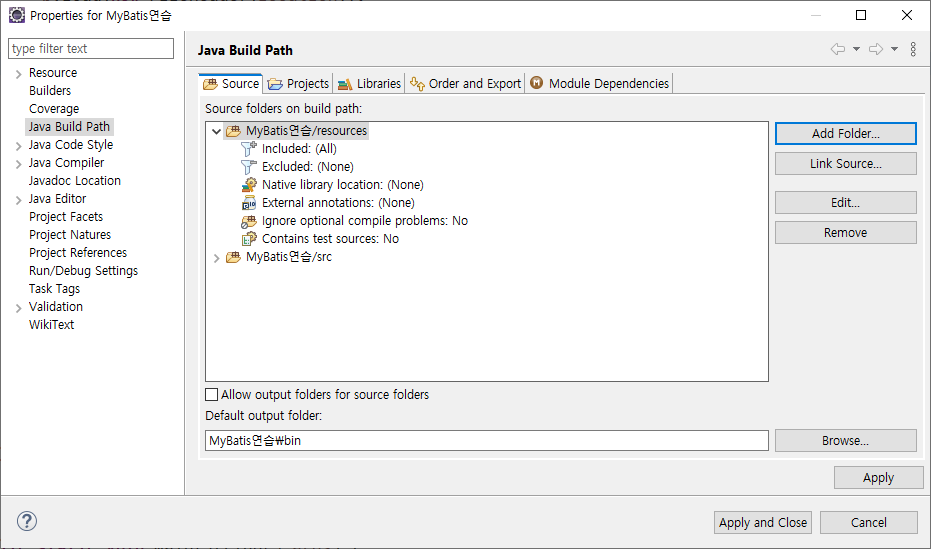 Properties for MyBatis연습
type filter text
Resource
Builders
Coverage
Java Build Path
Java Code Style
Java Compiler
Javadoc Location
Java Editor
Project Facets
Project Natures
Project References
Run/Debug Settings
Task Tags
Validation
WikiText
Java Build Path
Source Projects Libraries Order and Export Module Dependencies
Source folders on build path:
MyBatis연습/resources
Included: (All)
Excluded: (None)
Native library location: (None)
External annotations: (None)
Ignore optional compile problems: No
Contains test sources: No
MyBatis연습/src
Add Folder...
Link Source...
Edit...
Remove
Allow output folders for source folders
Default output folder:
MyBatis연습₩bin
Browse...
Apply
Apply and Close Cancel